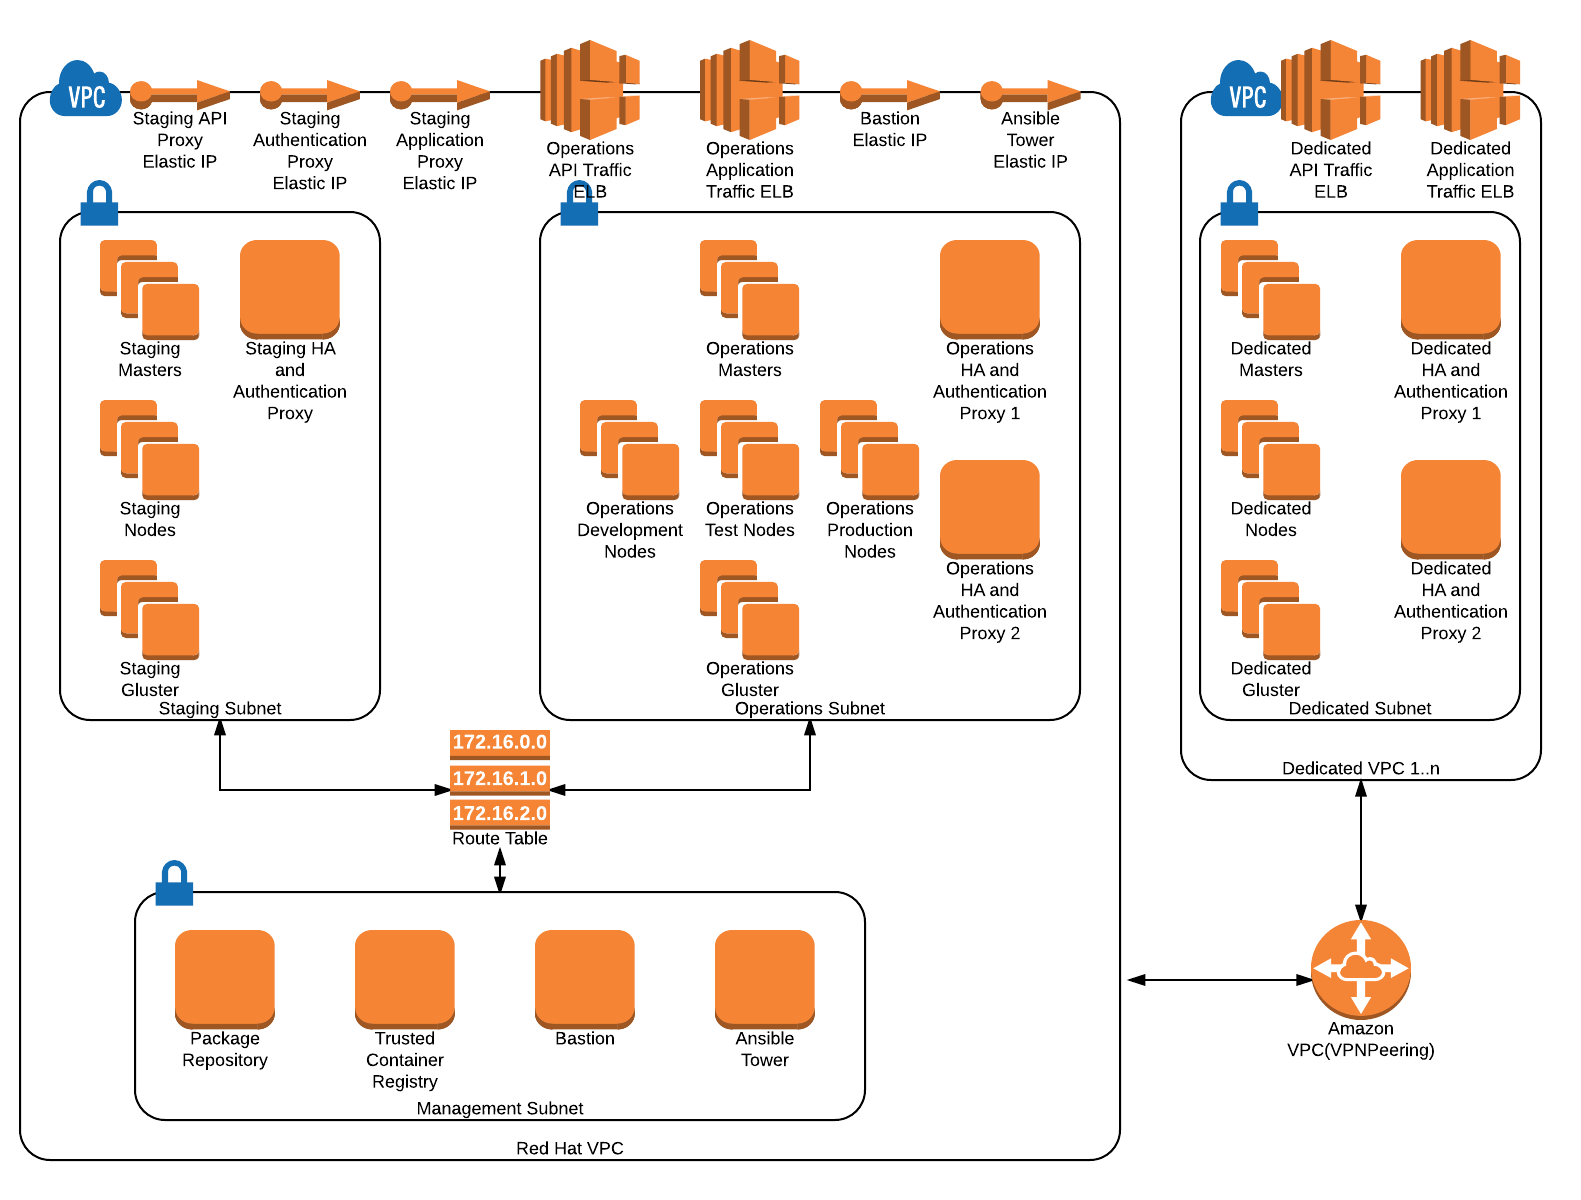 VPC
Staging API
Proxy
Elastic IP
Staging
Authentication
Proxy
Elastic IP
Staging
Application
Proxy
Elastic IP
Operations
API Traffic
ELB
Operations
Application
Traffic ELB
Bastion
Elastic IP
Ansible
Tower
Elastic IP
VPC
Dedicated
API Traffic
ELB
Dedicated
Application
Traffic ELB
Staging
Masters
Staging HA
and
Authentication
Proxy
Staging
Nodes
Staging
Gluster
Staging Subnet
Operations
Masters
Operations
HA and
Authentication
Proxy 1
Operations
Development
Nodes
Operations
Test Nodes
Operations
Production
Nodes
Operations
HA and
Authentication
Proxy 2
Operations
Gluster
Operations Subnet
Dedicated
Masters
Dedicated
HA and
Authentication
Proxy 1
Dedicated
Nodes
Dedicated
HA and
Authentication
Proxy 2
Dedicated
Gluster
Dedicated Subnet
Dedicated VPC 1..n
172.16.0.0
172.16.1.0
172.16.2.0
Route Table
Package
Repository
Trusted
Container
Registry
Bastion
Ansible
Tower
Management Subnet
Red Hat VPC
Amazon
VPC(VPNPeering)